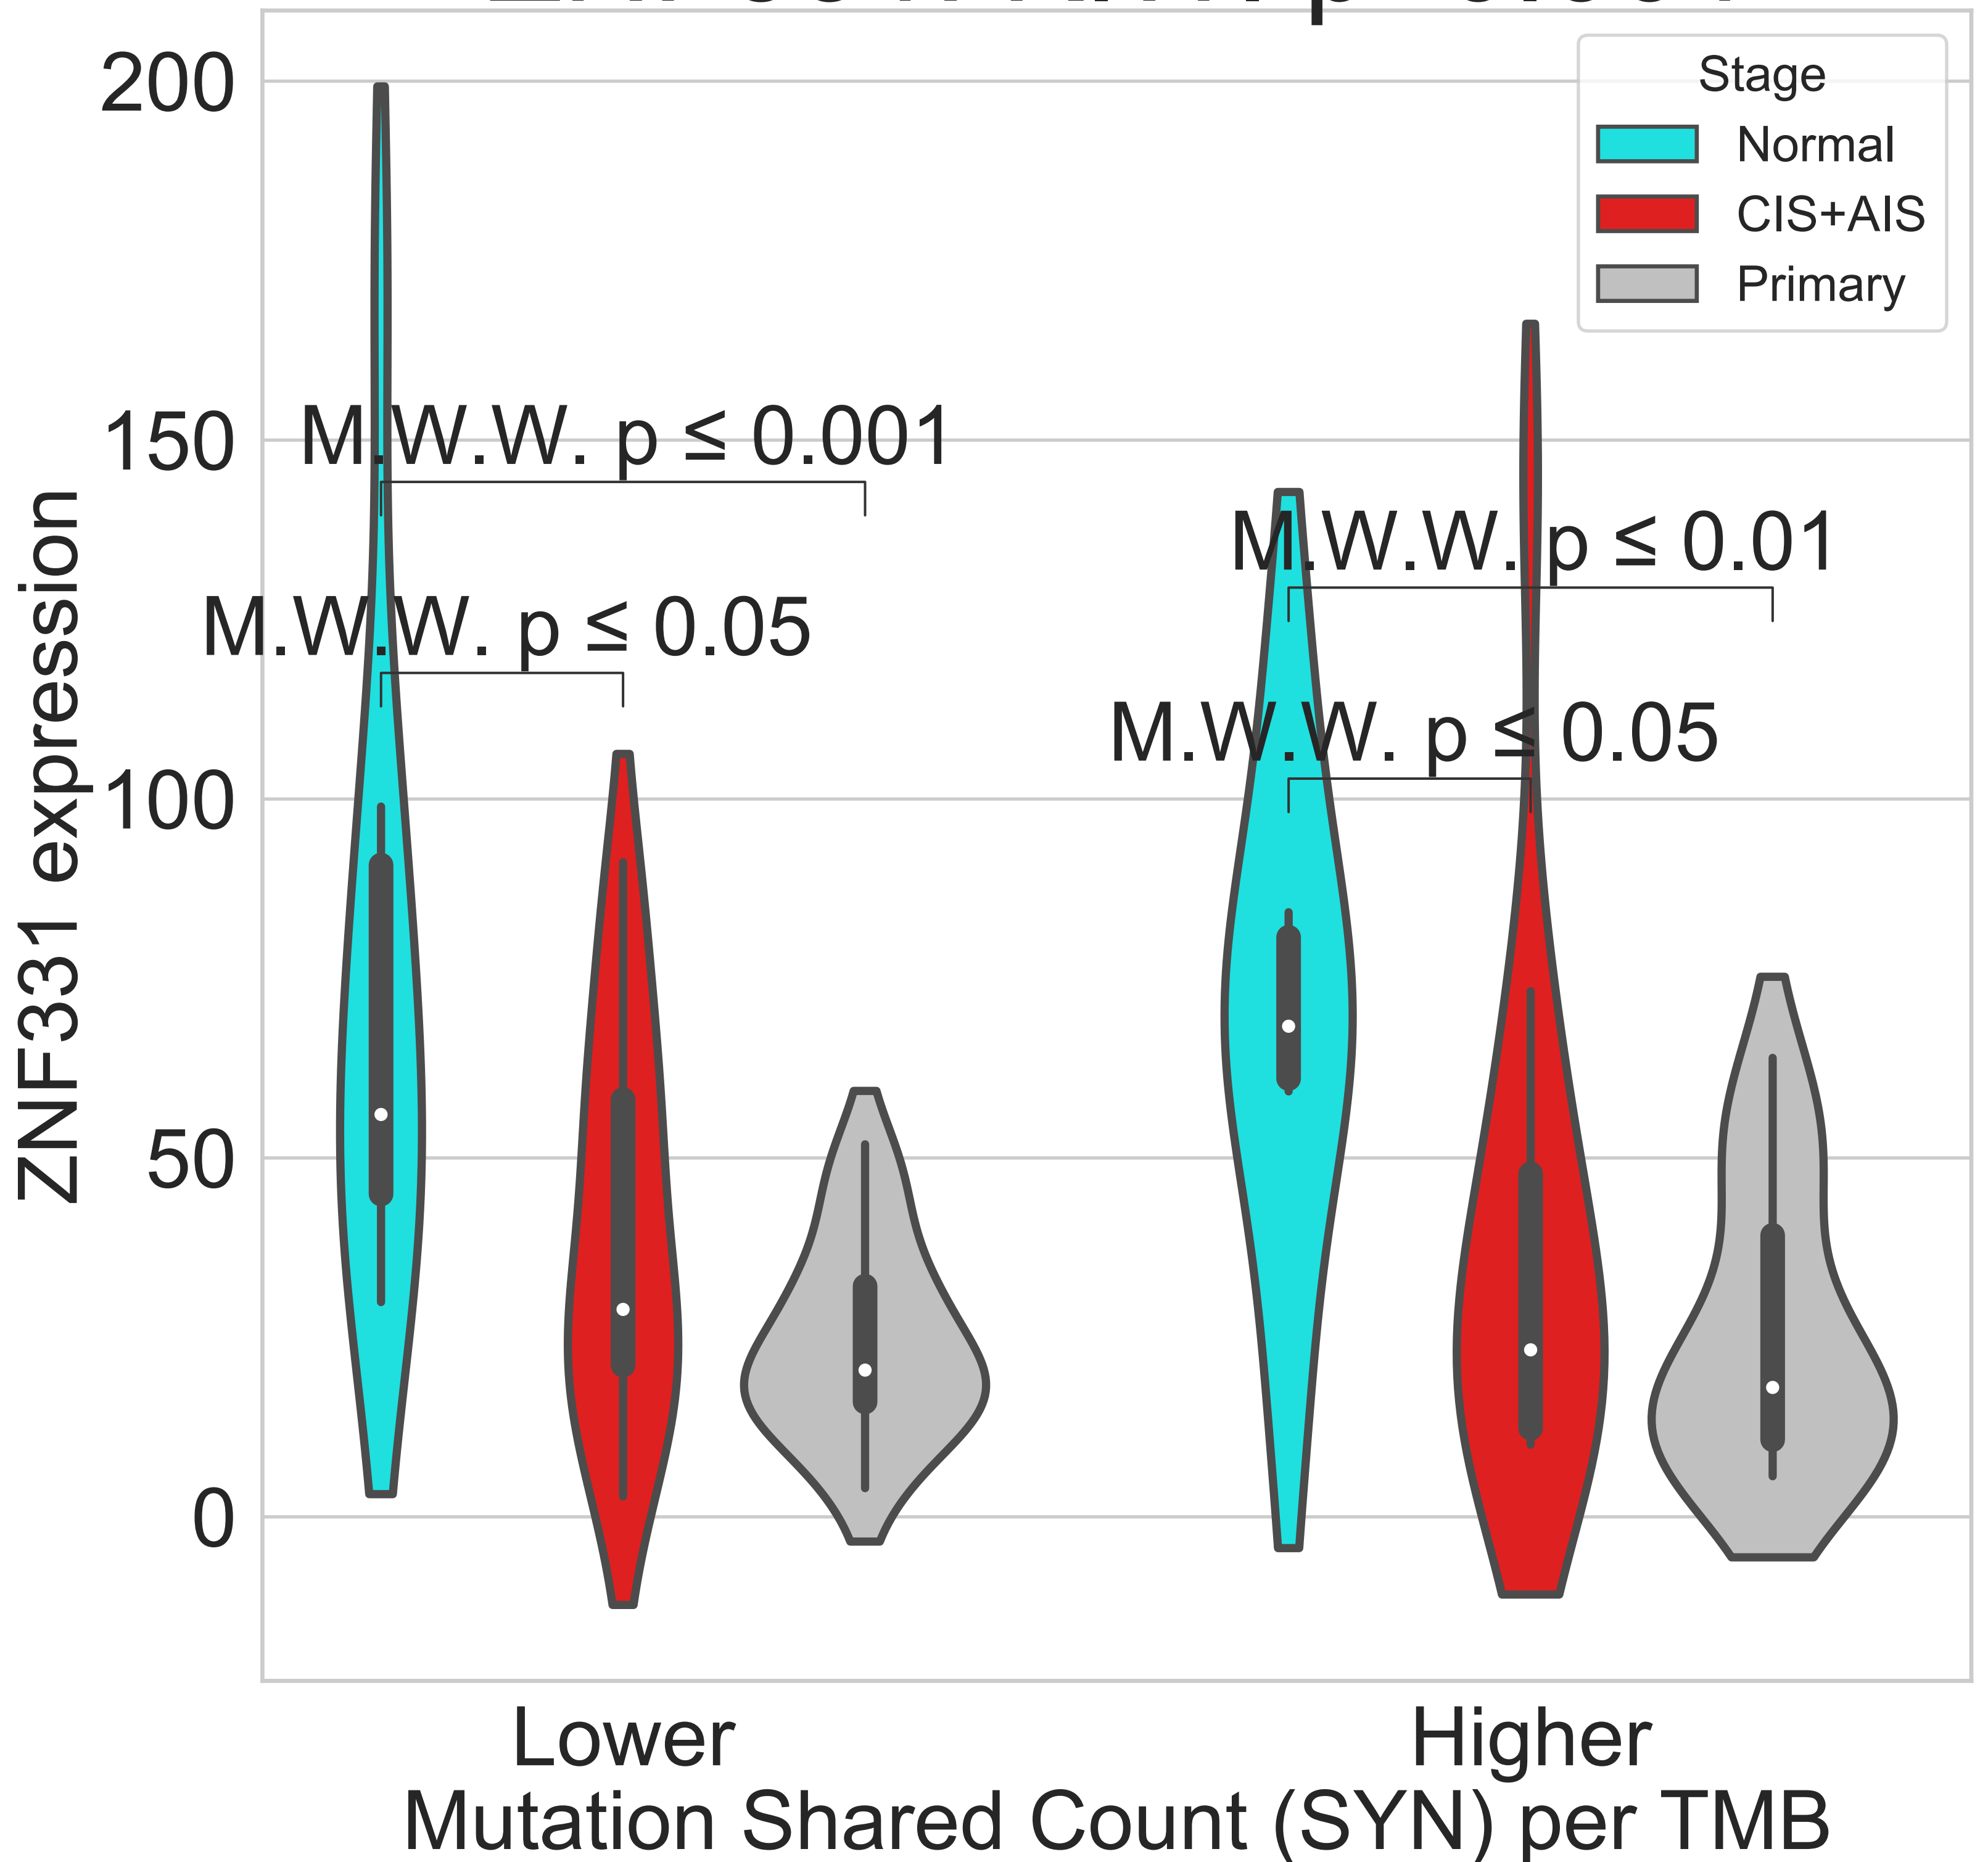 200
150
100
50
0
ZNF331 expression
Stage
Normal
CIS+AIS
Primary
M.W.W. p ≤ 0.001
M.W.W. p ≤ 0.05
M.W.W. p ≤ 0.01
M.W.W. p ≤ 0.05
Lower
Higher
Mutation Shared Count (SYN) per TMB